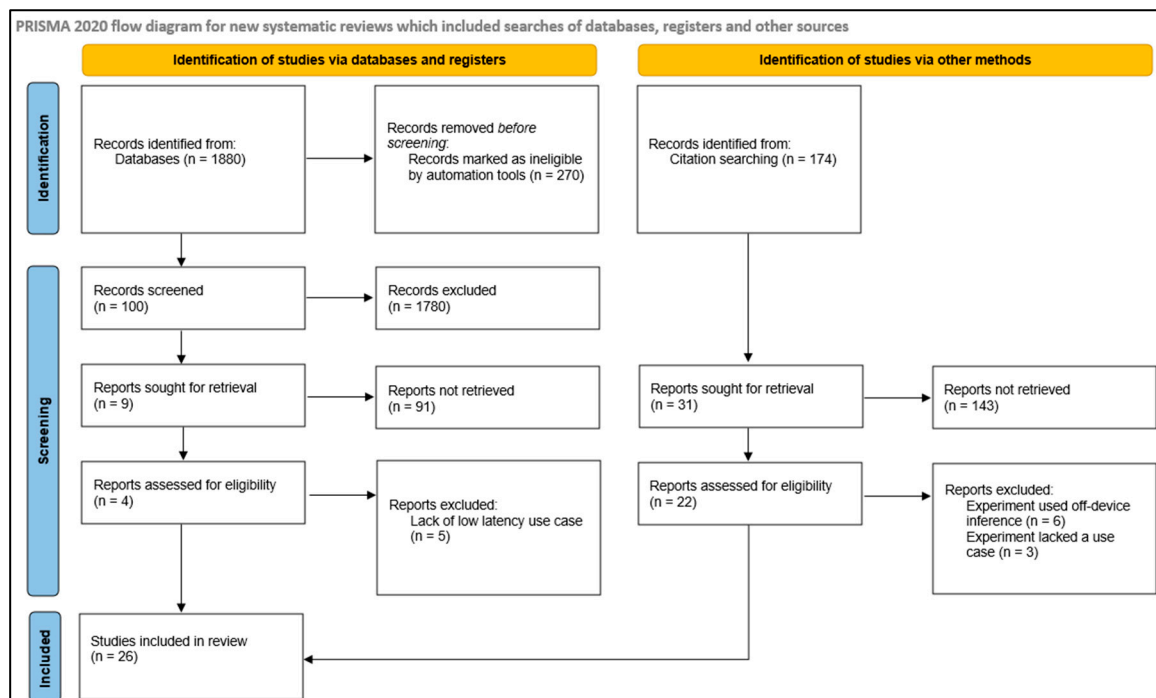 PRISMA 2020 flow diagram for new systematic reviews which included searches of databases, registers and other sources
Identification of studies via databases and registers
Identification of studies via other methods
Identification
Records identified from:
Databases (n = 1880)
Records removed before
screening:
Records marked as ineligible
by automation tools (n = 270)
Records identified from:
Citation searching (n = 174)
Screening
Records screened
(n = 100)
Records excluded
(n = 1780)
Reports sought for retrieval
(n = 9)
Reports not retrieved
(n = 91)
Reports sought for retrieval
(n = 31)
Reports not retrieved
(n = 143)
Reports assessed for eligibility
(n = 4)
Reports excluded:
Lack of low latency use case
(n = 5)
Reports assessed for eligibility
(n = 22)
Reports excluded:
Experiment used off-device
inference (n = 6)
Experiment lacked a use
case (n = 3)
Included
Studies included in review
(n = 26)